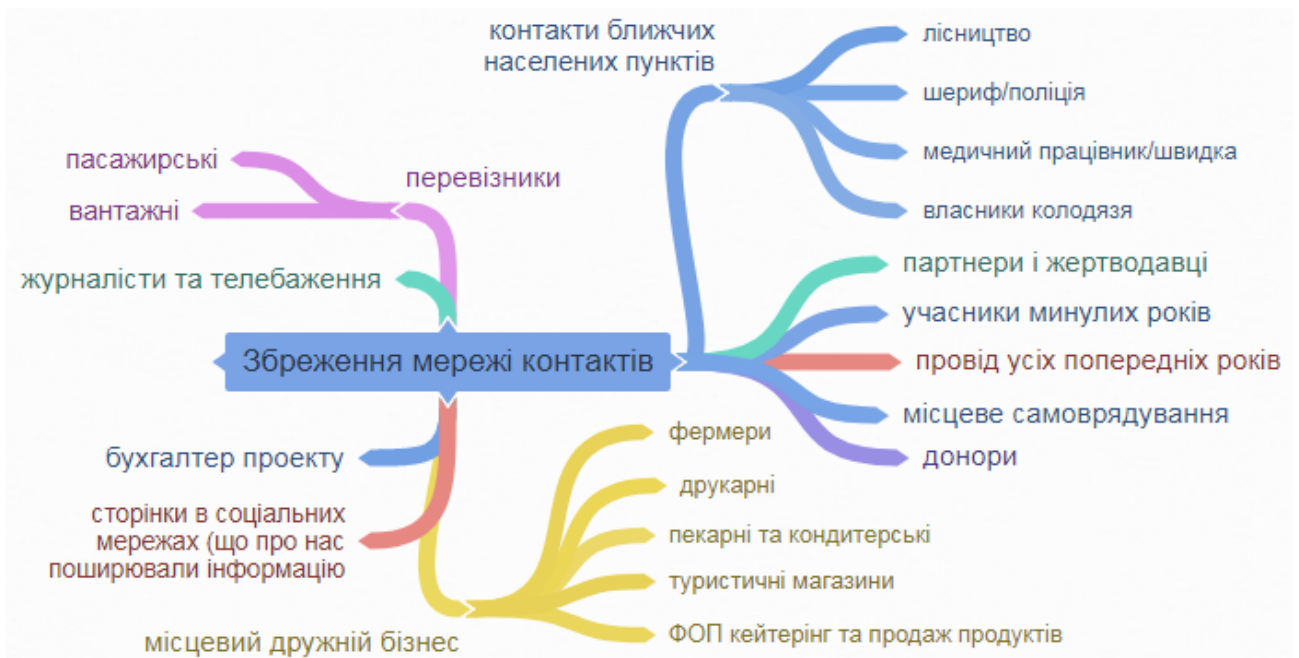 контакти ближчих
населених пунктів
лісництво
шериф/поліція
медичний працівник/швидка
власники колодязя
пасажирські
вантажні
перевізники
журналісти та телебаження
Збреження мережі контактів
партнери і жертводавці
учасники минулих років
провід усіх попередніх років
місцеве самоврядування
донори
бухгалтер проекту
сторінки в соціальних
мережах (що про нас
поширювали інформацію
місцевий дружній бізнес
фермери
друкарні
пекарні та кондитерські
туристичні магазини
ФОП кейтерінг та продаж продуктів